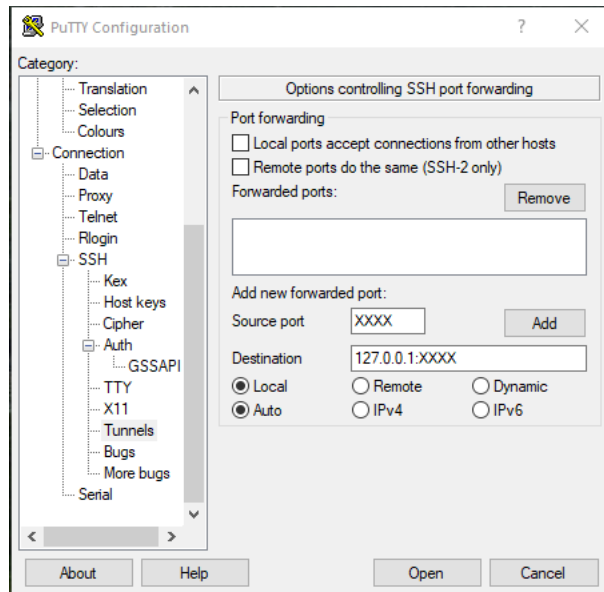 PuTTY Configuration
?
Category:
Translation
Selection
Colours
Connection
Data
Proxy
Telnet
Rlogin
SSH
Kex
Host keys
Cipher
Auth
GSSAPI
TTY
X11
Tunnels
Bugs
More bugs
Serial
Options controlling SSH port forwarding
Port forwarding
Local ports accept connections from other hosts
Remote ports do the same (SSH-2 only)
Forwarded ports:
Remove
Add new forwarded port:
Source port XXXX Add
Destination 127.0.0.1:XXXX
Local Remote Dynamic
Auto IPv4 IPv6
About Help Open Cancel